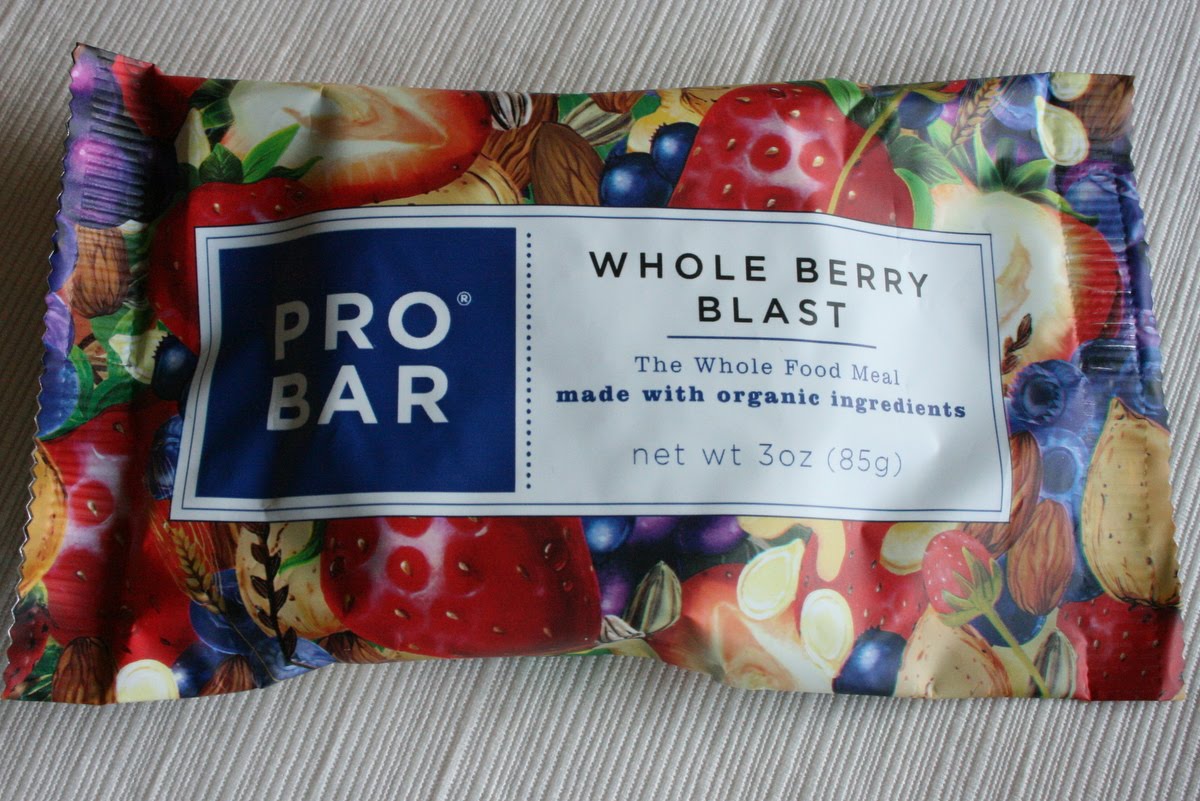 PRO®
BAR
WHOLE BERRY
BLAST
The Whole Food Meal
made with organic ingredients
net wt 3oz (85g)